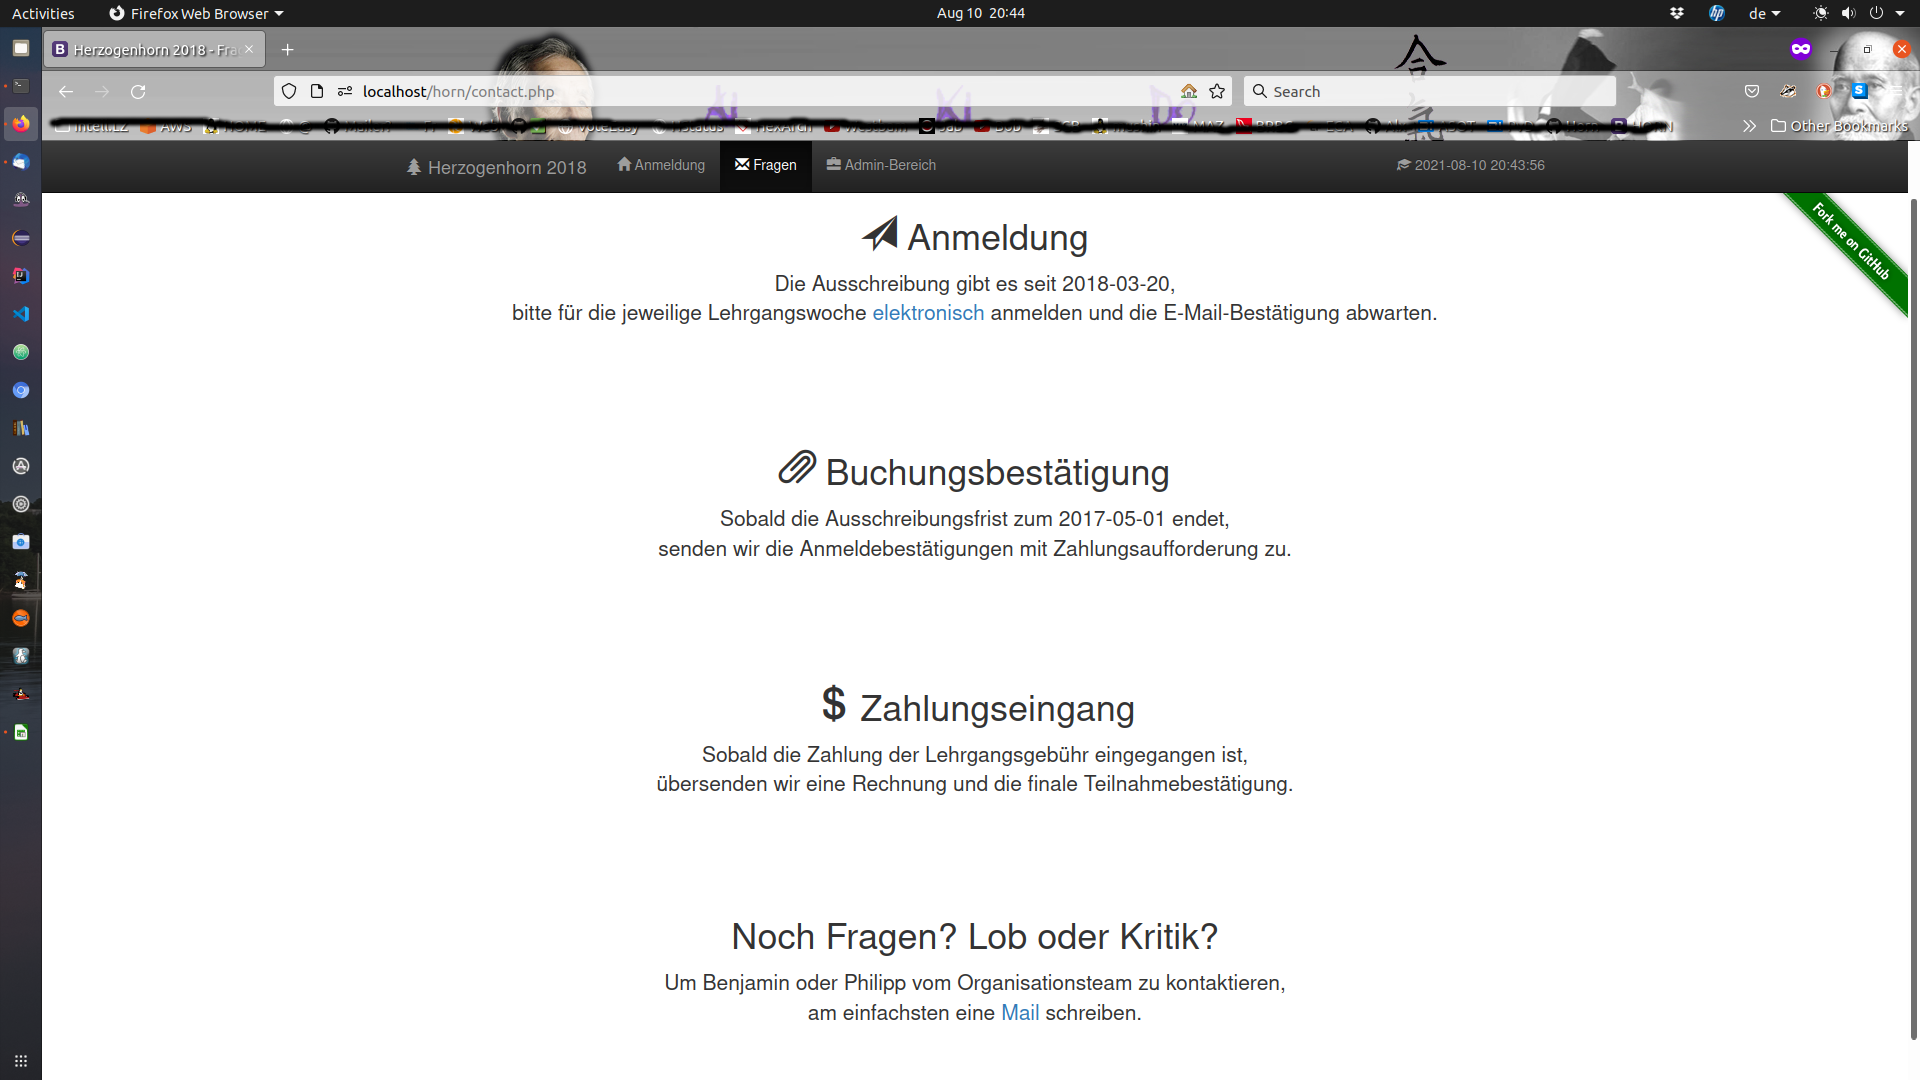 Activities
Firefox Web Browser
Aug 10 20:44
de
Herzogenhorn 2018 - Fra
localhost/horn/contact.php
Search
AWS
Other Bookmarks
Herzogenhorn 2018
Anmeldung
Fragen
Admin-Bereich
2021-08-10 20:43:56
Fork me on GitHub
Anmeldung
Die Ausschreibung gibt es seit 2018-03-20,
bitte für die jeweilige Lehrgangswoche elektronisch anmelden und die E-Mail-Bestätigung abwarten.
Buchungsbestätigung
Sobald die Ausschreibungsfrist zum 2017-05-01 endet,
senden wir die Anmeldebestätigungen mit Zahlungsaufforderung zu.
$ Zahlungseingang
Sobald die Zahlung der Lehrgangsgebühr eingegangen ist,
übersenden wir eine Rechnung und die finale Teilnahmebestätigung.
Noch Fragen? Lob oder Kritik?
Um Benjamin oder Philipp vom Organisationsteam zu kontaktieren,
am einfachsten eine Mail schreiben.